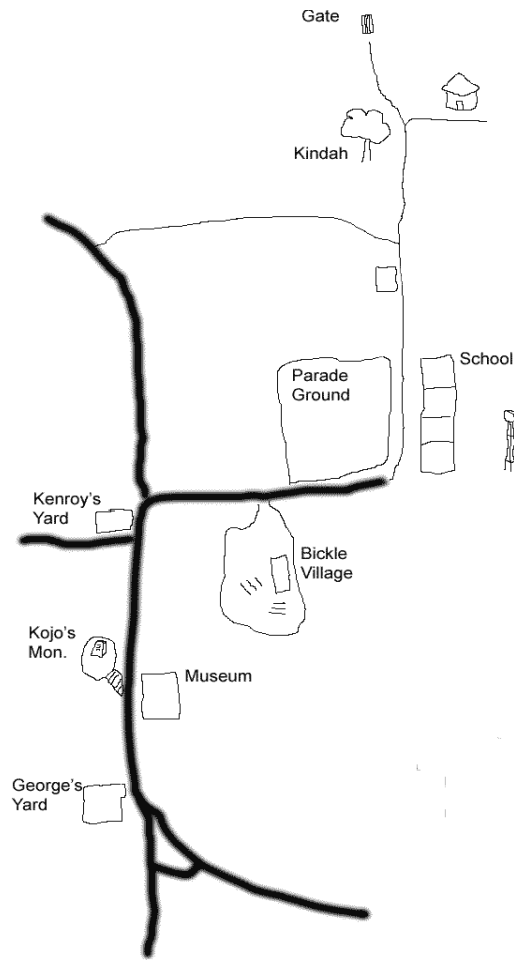 Gate
Kindah
School
Parade
Ground
Kenroy's
Yard
Bickle
Village
Kojo's
Mon.
Museum
George's
Yard